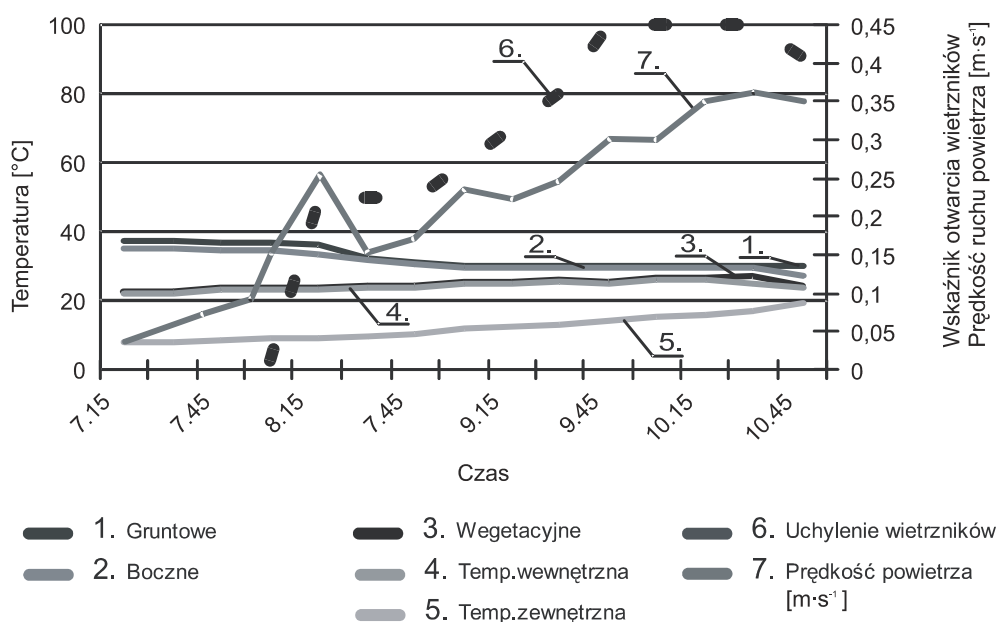 100
80
60
40
20
0
Temperatura [°C]
0,45
0,4
0,35
0,3
0,25
0,2
0,15
0,1
0,05
0
Wskaźnik otwarcia wietrzników
Prędkość ruchu powietrza [m·s⁻¹]
6.
7.
2.
3.
1.
4.
5.
7.15
7.45
8.15
7.45
9.15
9.45
10.15
10.45
Czas
1. Gruntowe
2. Boczne
3. Wegetacyjne
4. Temp.wewnętrzna
5. Temp.zewnętrzna
6. Uchylenie wietrzników
7. Prędkość powietrza
[m·s⁻¹]